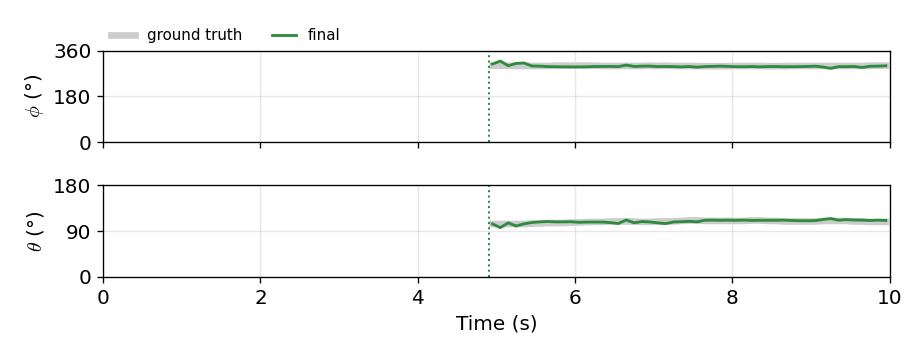 ground truth final
360
180
0
ϕ (°)
180
90
0
θ (°)
0 2 4 6 8 10
Time (s)